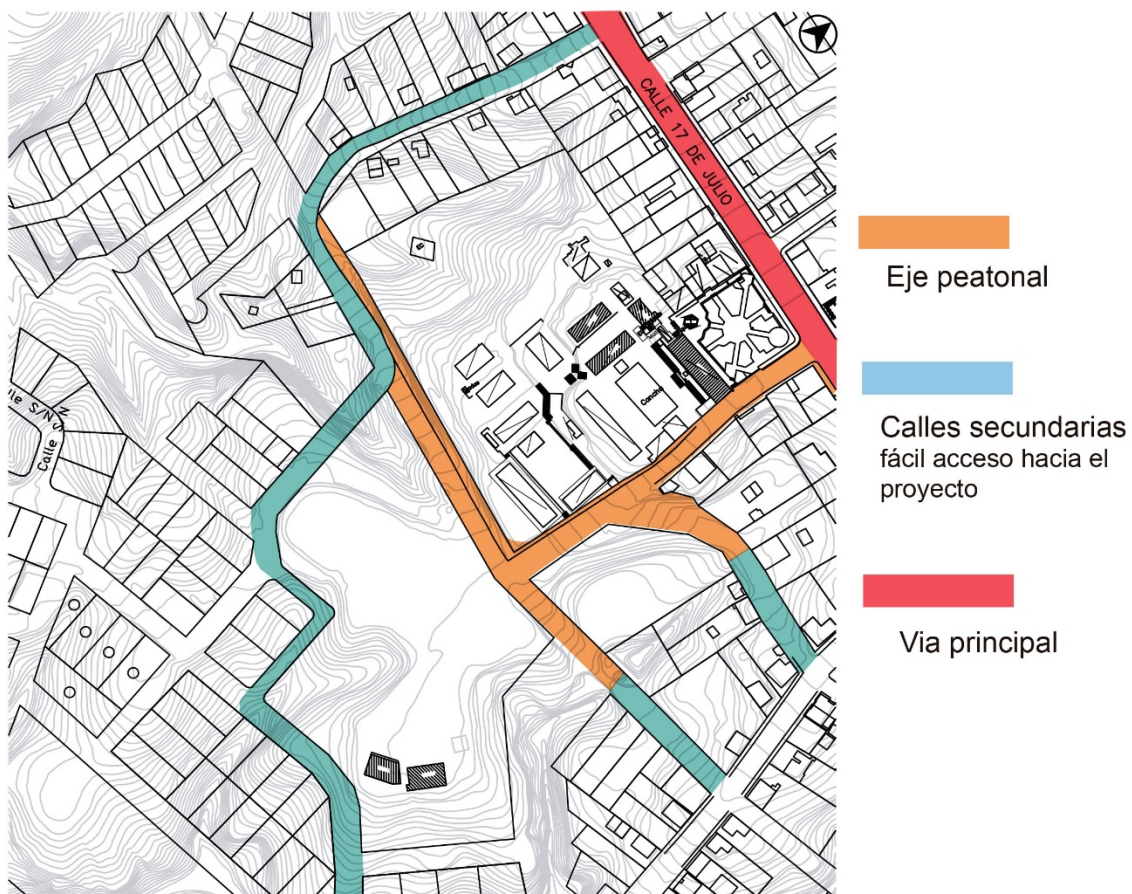 CALLE 17 DE JULIO
Cancha
Calle S/N
Eje peatonal
Calles secundarias
fácil acceso hacia el
proyecto
Via principal